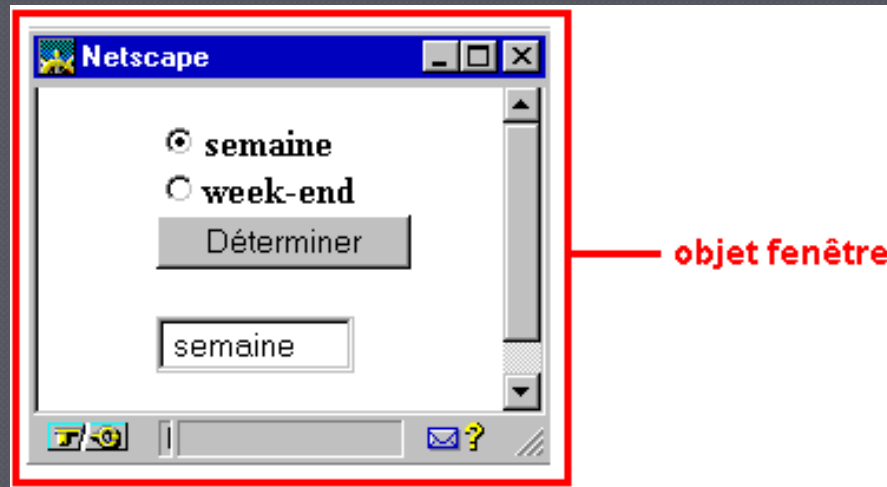 Netscape
semaine
week-end
Déterminer
objet fenêtre
semaine